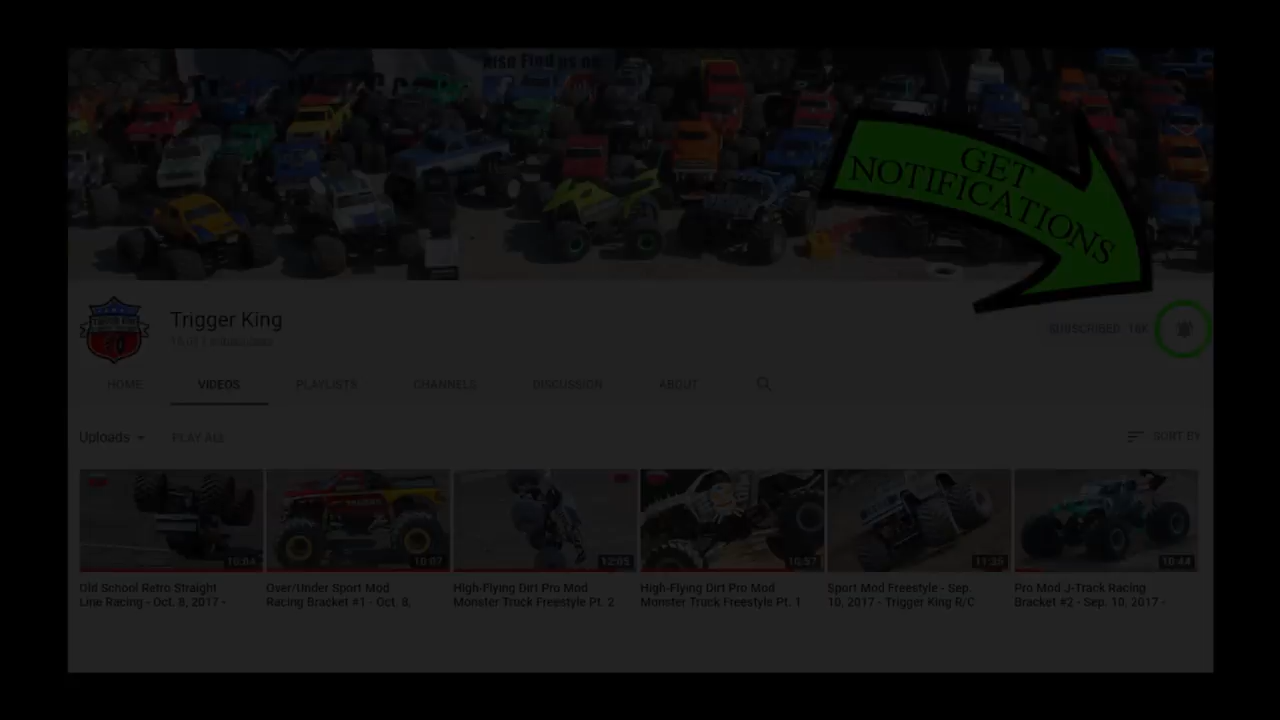 GET
NOTIFICATIONS
Trigger King
SUBSCRIBED 16K
HOME
VIDEOS
PLAYLISTS
CHANNELS
DISCUSSION
ABOUT
Uploads
PLAY ALL
SORT BY
10:04
10:07
12:05
10:57
11:36
10:44
Old School Retro Straight
Line Racing - Oct. 8, 2017 -
Over/Under Sport Mod
Racing Bracket #1 - Oct. 8,
High-Flying Dirt Pro Mod
Monster Truck Freestyle Pt. 2
High-Flying Dirt Pro Mod
Monster Truck Freestyle Pt. 1
Sport Mod Freestyle - Sep.
10, 2017 - Trigger King R/C
Pro Mod J-Track Racing
Bracket #2 - Sep. 10, 2017 -